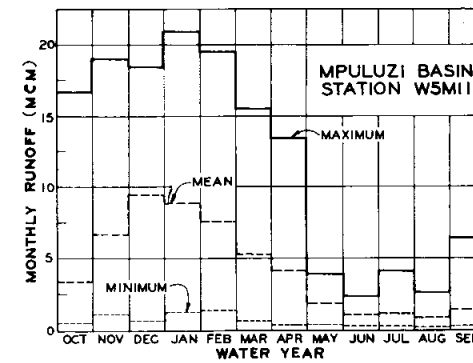 MPULUZI BASIN
STATION W5M11
MONTHLY RUNOFF (MCM)
20
15
10
5
0
MAXIMUM
MEAN
MINIMUM
OCT NOV DEC JAN FEB MAR APR MAY JUN JUL AUG SEP
WATER YEAR